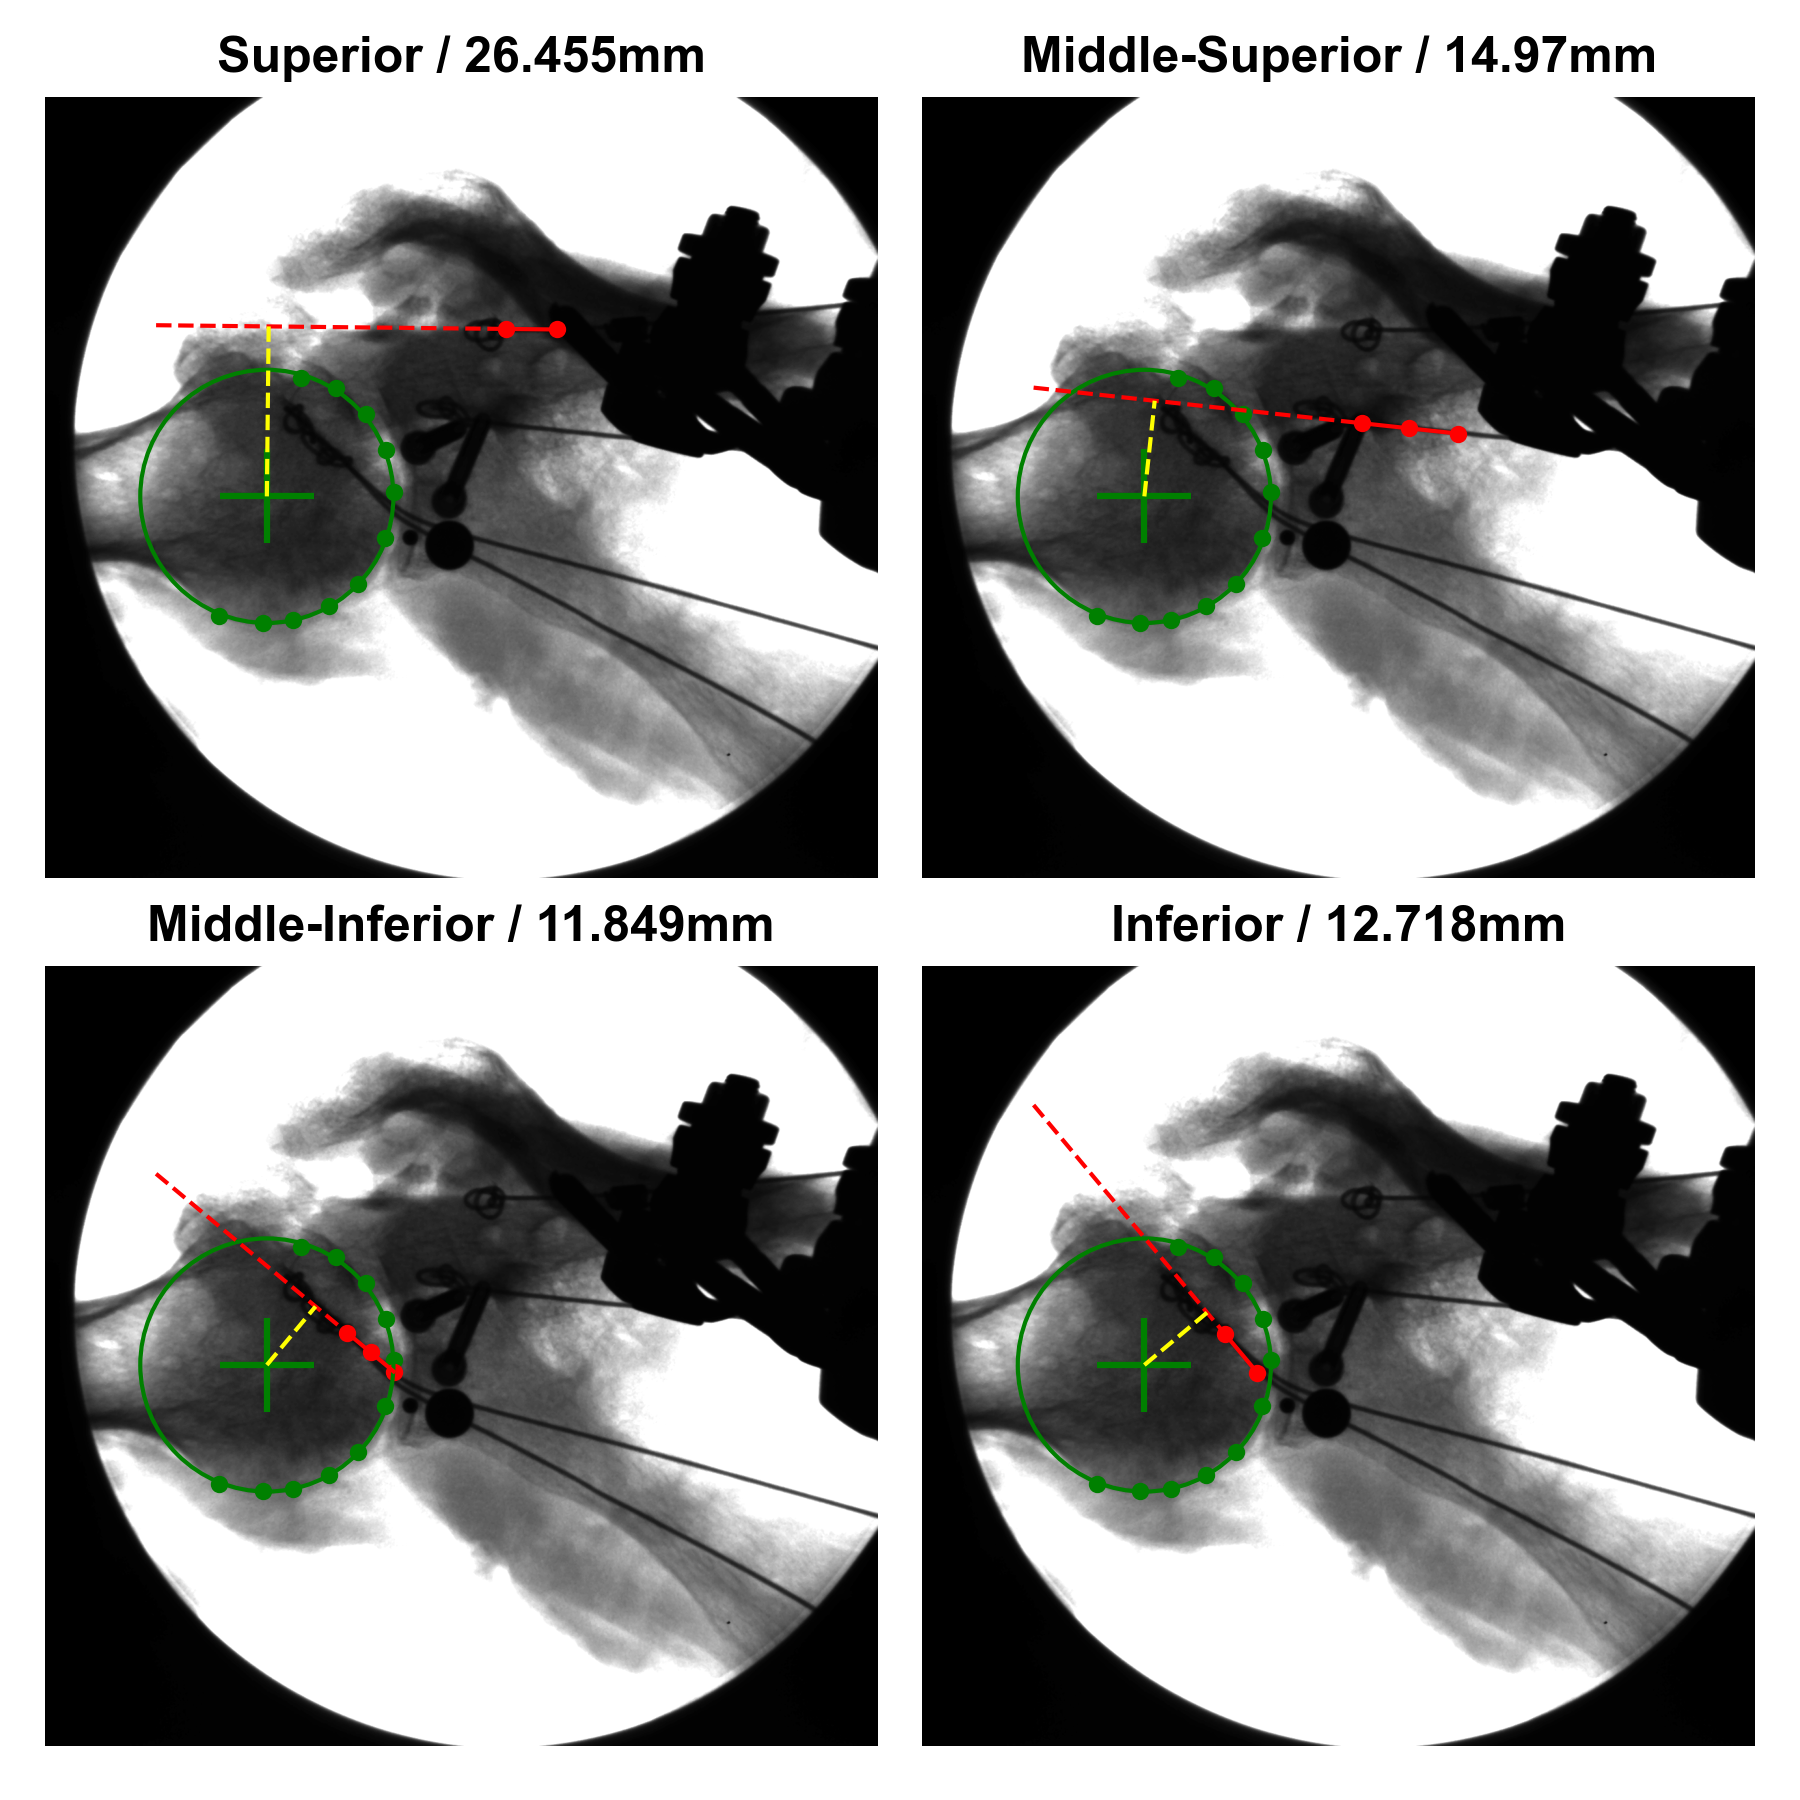 Superior / 26.455mm
Middle-Superior / 14.97mm
Middle-Inferior / 11.849mm
Inferior / 12.718mm